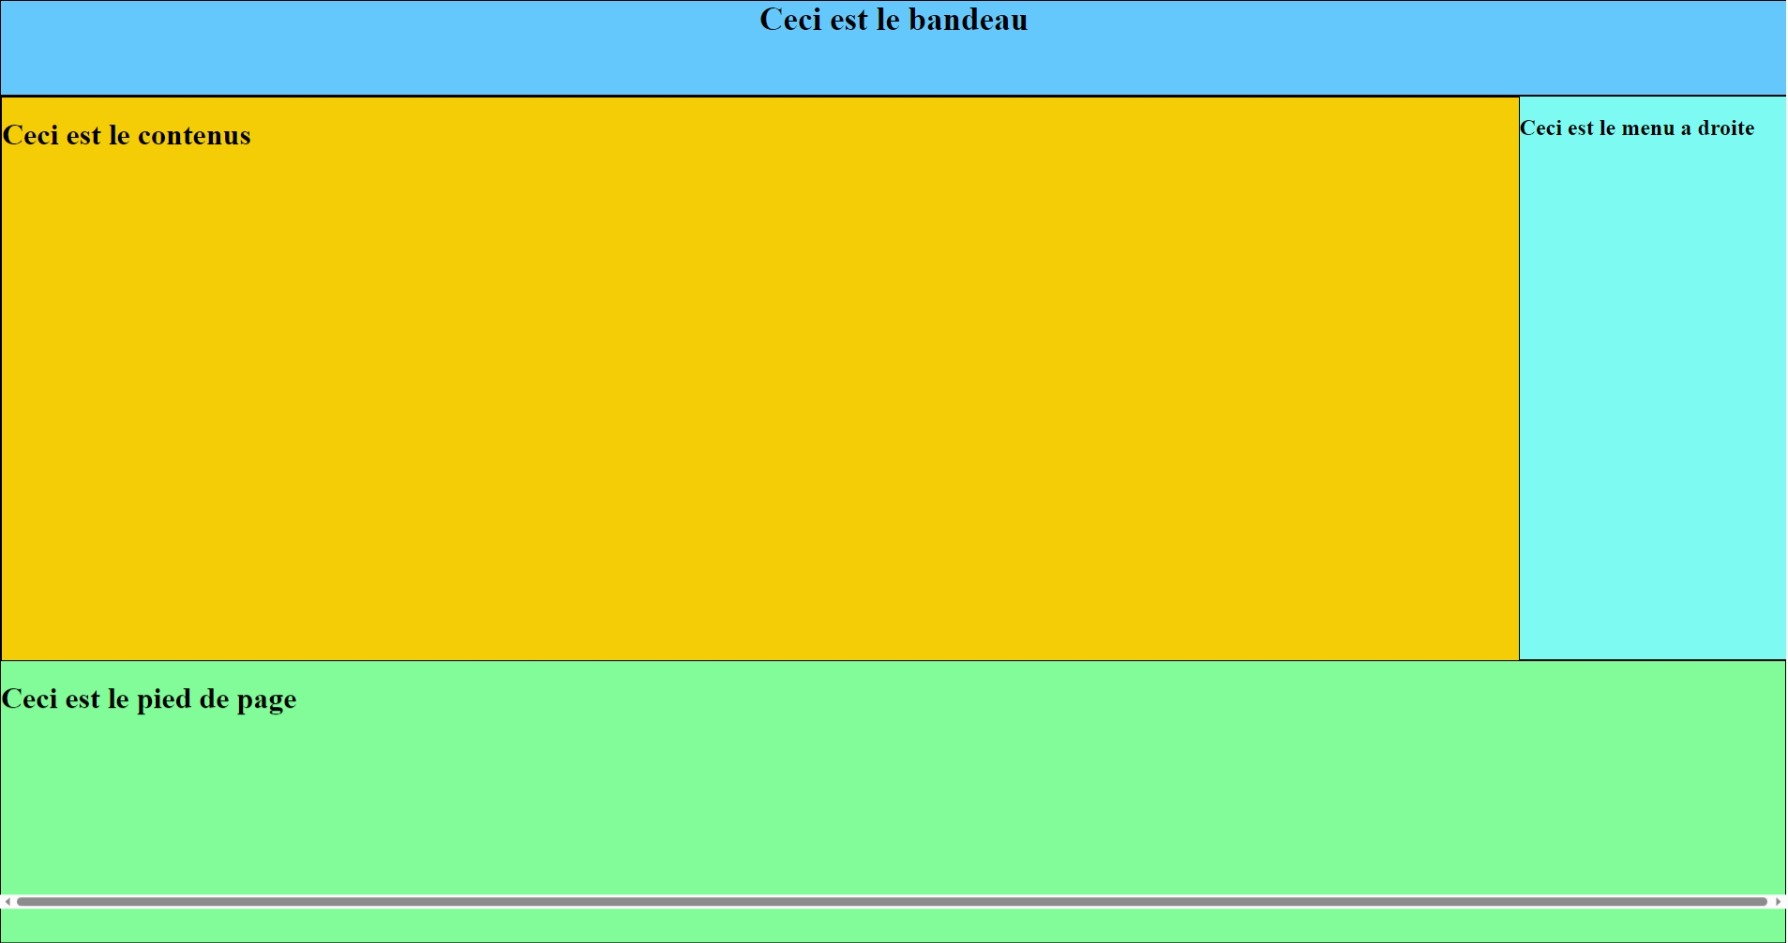 Ceci est le bandeau
Ceci est le contenus
Ceci est le menu a droite
Ceci est le pied de page